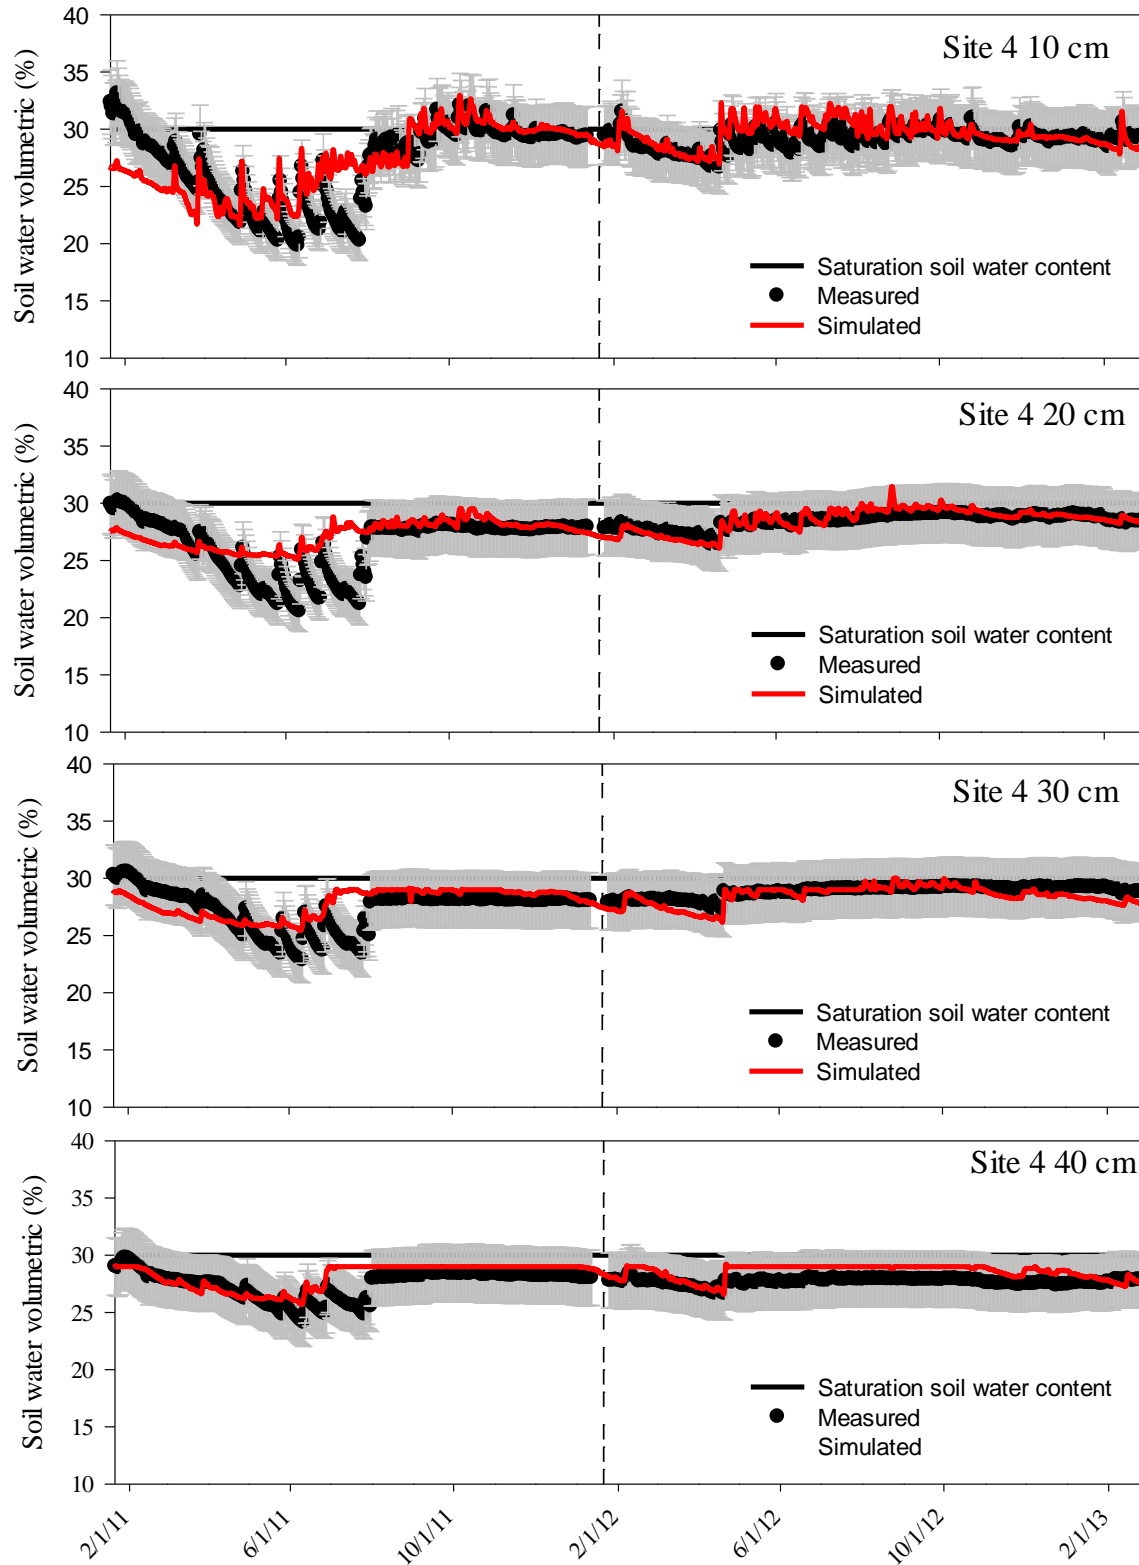 Site 4 10 cm
Soil water volumetric (%)
40
35
30
25
20
15
10
Saturation soil water content
Measured
Simulated
Site 4 20 cm
Soil water volumetric (%)
40
35
30
25
20
15
10
Saturation soil water content
Measured
Simulated
Site 4 30 cm
Soil water volumetric (%)
40
35
30
25
20
15
10
Saturation soil water content
Measured
Simulated
Site 4 40 cm
Soil water volumetric (%)
40
35
30
25
20
15
10
Saturation soil water content
Measured
Simulated
2/1/11
6/1/11
10/1/11
2/1/12
6/1/12
10/1/12
2/1/13